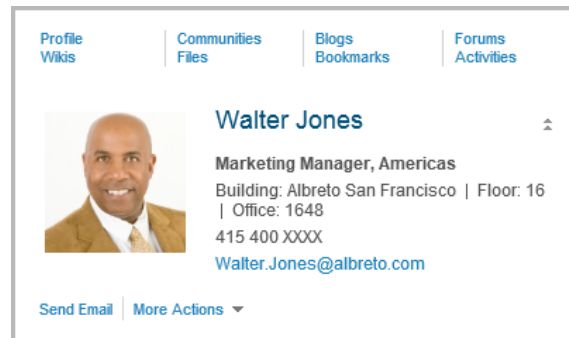 Profile Communities Blogs Forums
Wikis Files Bookmarks Activities
Walter Jones
Marketing Manager, Americas
Building: Albreto San Francisco | Floor: 16
| Office: 1648
415 400 XXXX
Walter.Jones@albreto.com
Send Email More Actions